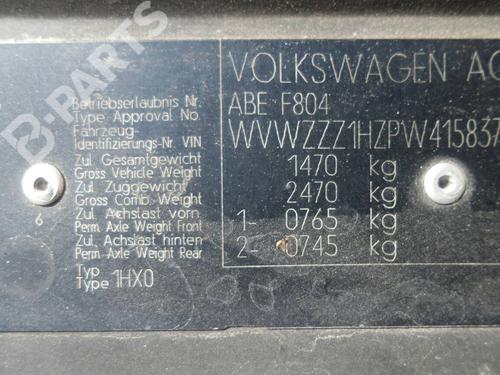 B-PARTS
VOLKSWAGEN AG
Betriebserlaubnis Nr.
Type Approval No.
ABE F804
Fahrzeug-
Identifizierungs-Nr. VIN
WVWZZZ1HZPW415837
Zul. Gesamtgewicht
Gross Vehicle Weight
1470 kg
Zul. Zuggewicht
Gross Comb. Weight
2470 kg
Zul. Achslast vorn
Perm. Axle Weight Front
1- 0765 kg
Zul. Achslast hinten
Perm. Axle Weight Rear
2- 0745 kg
Typ
Type 1HX0
6